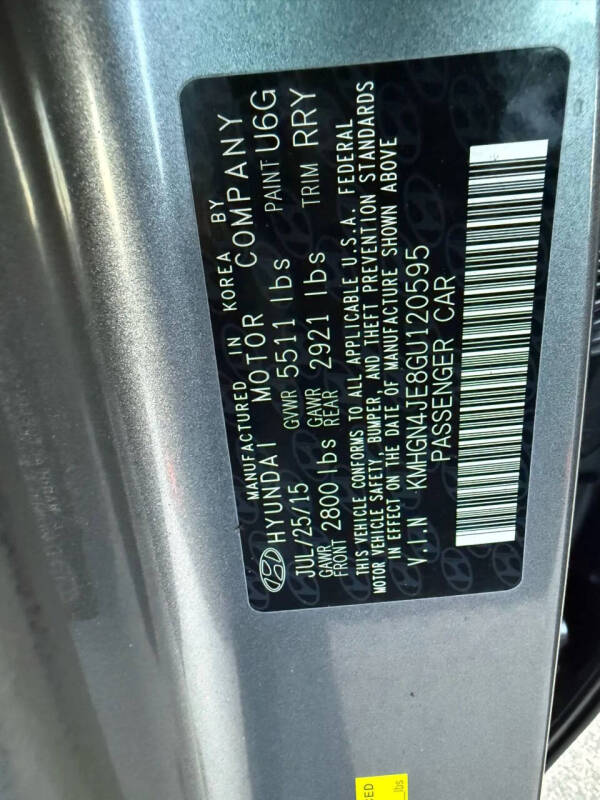 MANUFACTURED IN KOREA BY
HYUNDAI MOTOR COMPANY
JUL/25/15 GVWR 5511 lbs PAINT U6G
GAWR FRONT 2800 lbs GAWR REAR 2921 lbs TRIM RRY
THIS VEHICLE CONFORMS TO ALL APPLICABLE U.S.A. FEDERAL
MOTOR VEHICLE SAFETY, BUMPER, AND THEFT PREVENTION STANDARDS
IN EFFECT ON THE DATE OF MANUFACTURE SHOWN ABOVE
V.I.N KMHGN4JE8GU120595
PASSENGER CAR
lbs